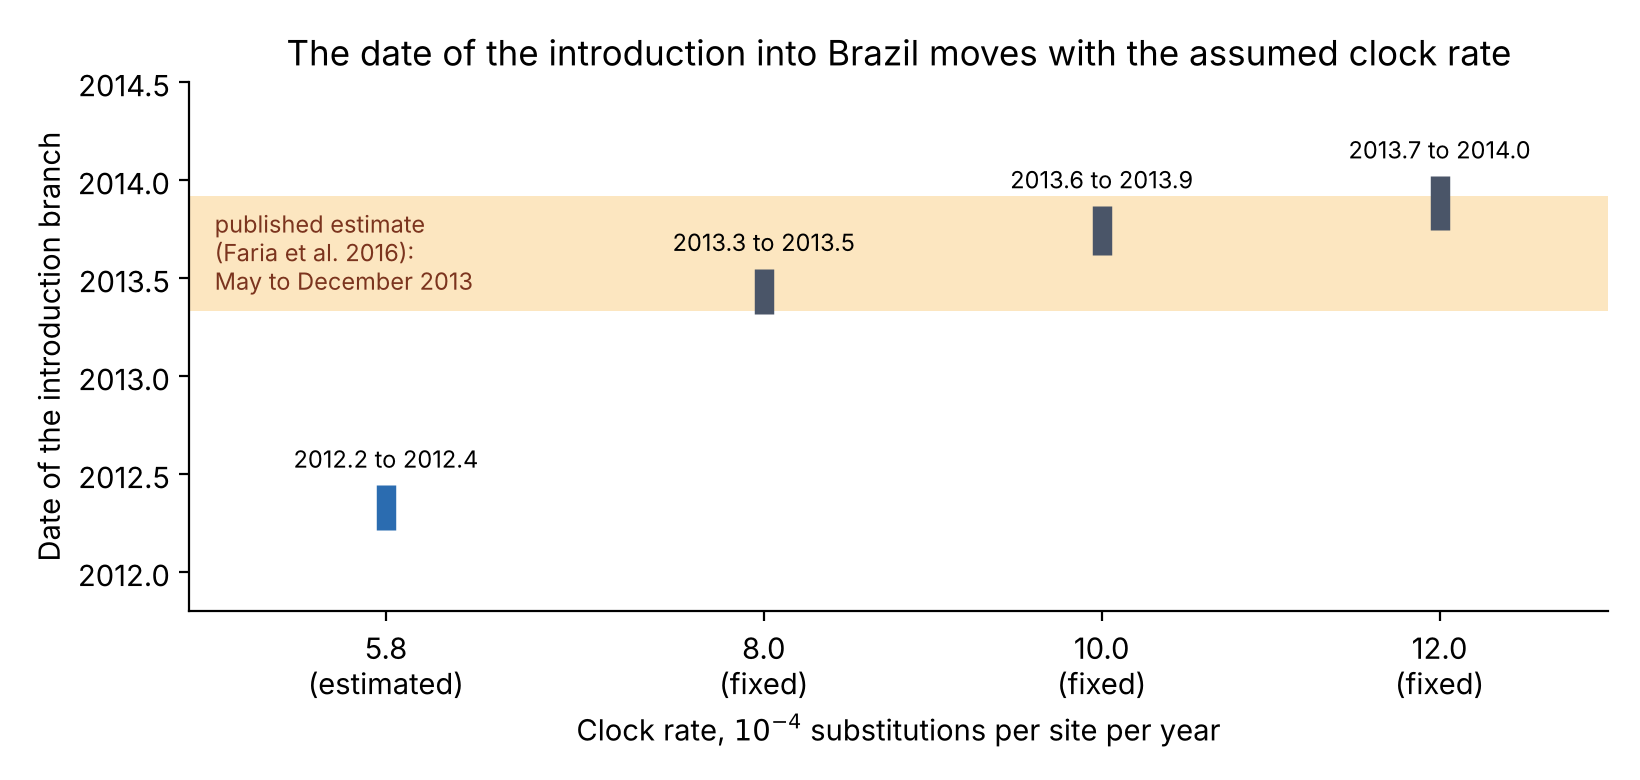 The date of the introduction into Brazil moves with the assumed clock rate
Date of the introduction branch
2014.5
2014.0
2013.5
2013.0
2012.5
2012.0
published estimate
(Faria et al. 2016):
May to December 2013
2012.2 to 2012.4
2013.3 to 2013.5
2013.6 to 2013.9
2013.7 to 2014.0
5.8
(estimated)
8.0
(fixed)
10.0
(fixed)
12.0
(fixed)
Clock rate, 10⁻⁴ substitutions per site per year